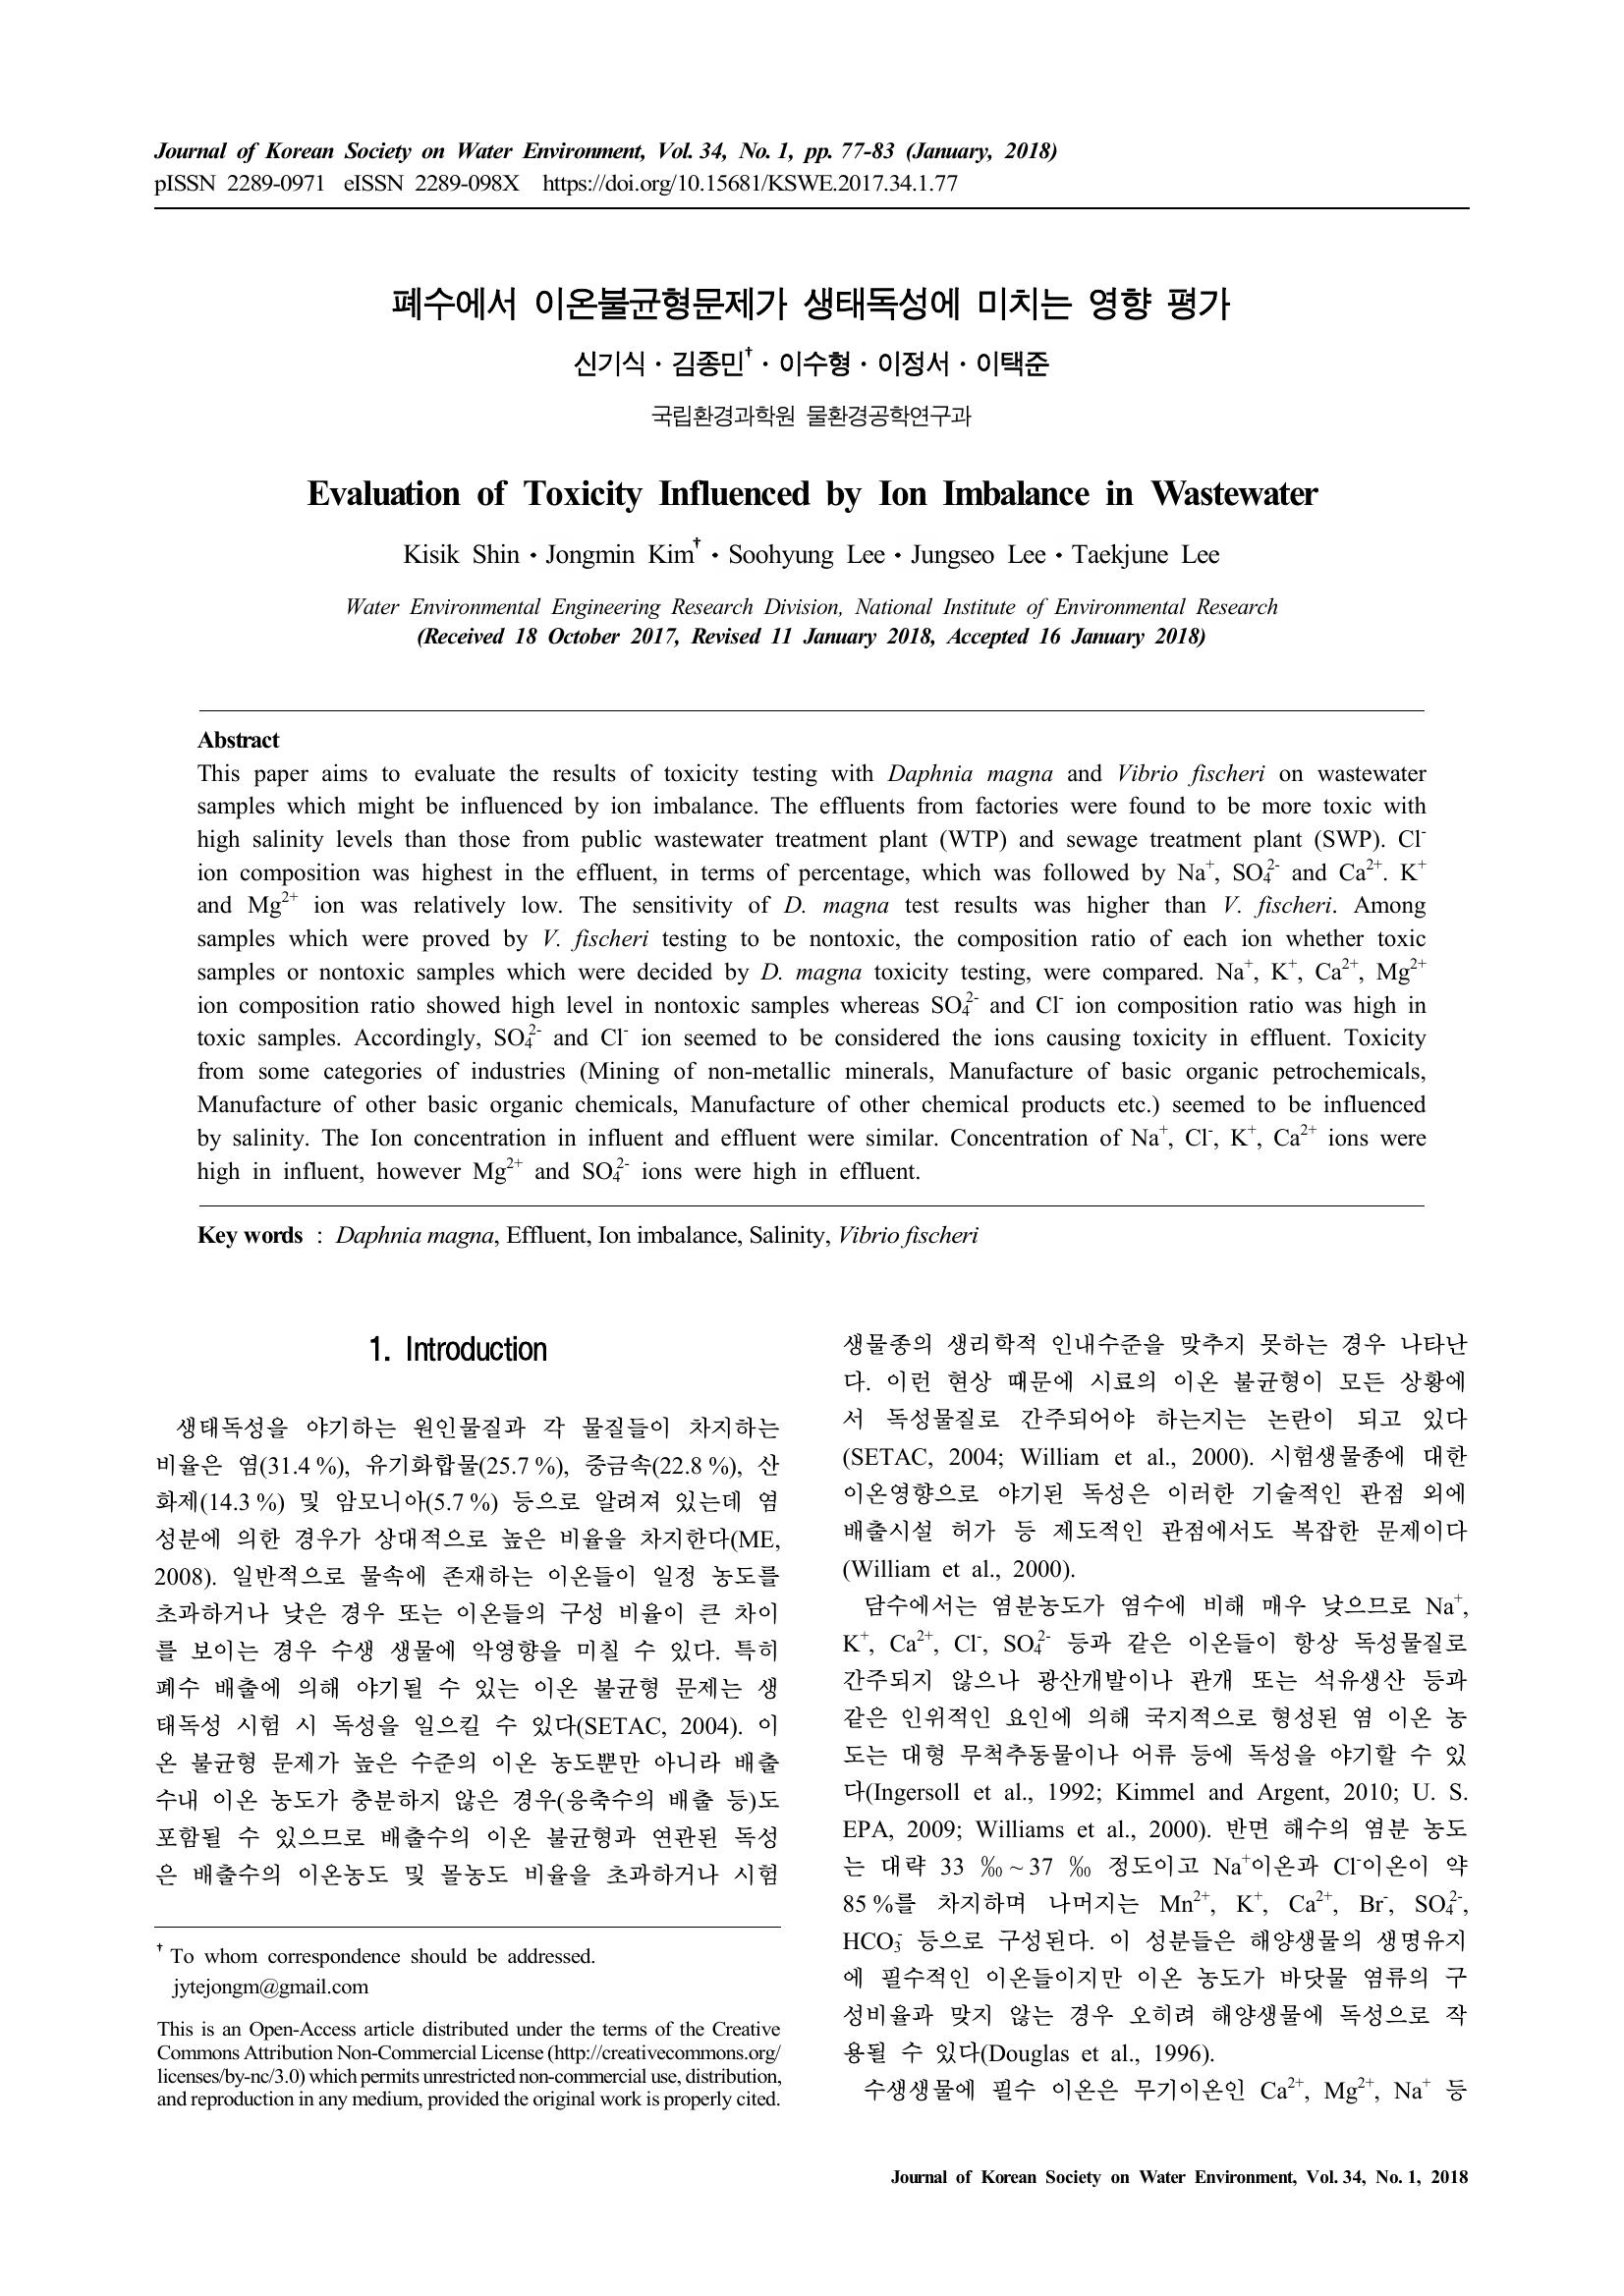 Journal of Korean Society on Water Environment, Vol. 34, No. 1, pp. 77-83 (January, 2018)
pISSN 2289-0971 eISSN 2289-098X https://doi.org/10.15681/KSWE.2017.34.1.77
폐수에서 이온불균형문제가 생태독성에 미치는 영향 평가
신기식・김종민†・이수형・이정서・이택준
국립환경과학원 물환경공학연구과
Evaluation of Toxicity Influenced by Ion Imbalance in Wastewater
Kisik Shin・Jongmin Kim†・Soohyung Lee・Jungseo Lee・Taekjune Lee
Water Environmental Engineering Research Division, National Institute of Environmental Research
(Received 18 October 2017, Revised 11 January 2018, Accepted 16 January 2018)
Abstract
This paper aims to evaluate the results of toxicity testing with Daphnia magna and Vibrio fischeri on wastewater
samples which might be influenced by ion imbalance. The effluents from factories were found to be more toxic with
high salinity levels than those from public wastewater treatment plant (WTP) and sewage treatment plant (SWP). Cl⁻
ion composition was highest in the effluent, in terms of percentage, which was followed by Na⁺, SO₄²⁻ and Ca²⁺. K⁺
and Mg²⁺ ion was relatively low. The sensitivity of D. magna test results was higher than V. fischeri. Among
samples which were proved by V. fischeri testing to be nontoxic, the composition ratio of each ion whether toxic
samples or nontoxic samples which were decided by D. magna toxicity testing, were compared. Na⁺, K⁺, Ca²⁺, Mg²⁺
ion composition ratio showed high level in nontoxic samples whereas SO₄²⁻ and Cl⁻ ion composition ratio was high in
toxic samples. Accordingly, SO₄²⁻ and Cl⁻ ion seemed to be considered the ions causing toxicity in effluent. Toxicity
from some categories of industries (Mining of non-metallic minerals, Manufacture of basic organic petrochemicals,
Manufacture of other basic organic chemicals, Manufacture of other chemical products etc.) seemed to be influenced
by salinity. The Ion concentration in influent and effluent were similar. Concentration of Na⁺, Cl⁻, K⁺, Ca²⁺ ions were
high in influent, however Mg²⁺ and SO₄²⁻ ions were high in effluent.
Key words : Daphnia magna, Effluent, Ion imbalance, Salinity, Vibrio fischeri
1. Introduction
생태독성을 야기하는 원인물질과 각 물질들이 차지하는
비율은 염(31.4 %), 유기화합물(25.7 %), 중금속(22.8 %), 산
화제(14.3 %) 및 암모니아(5.7 %) 등으로 알려져 있는데 염
성분에 의한 경우가 상대적으로 높은 비율을 차지한다(ME,
2008). 일반적으로 물속에 존재하는 이온들이 일정 농도를
초과하거나 낮은 경우 또는 이온들의 구성 비율이 큰 차이
를 보이는 경우 수생 생물에 악영향을 미칠 수 있다. 특히
폐수 배출에 의해 야기될 수 있는 이온 불균형 문제는 생
태독성 시험 시 독성을 일으킬 수 있다(SETAC, 2004). 이
온 불균형 문제가 높은 수준의 이온 농도뿐만 아니라 배출
수내 이온 농도가 충분하지 않은 경우(응축수의 배출 등)도
포함될 수 있으므로 배출수의 이온 불균형과 연관된 독성
은 배출수의 이온농도 및 몰농도 비율을 초과하거나 시험
† To whom correspondence should be addressed.
jytejongm@gmail.com
This is an Open-Access article distributed under the terms of the Creative
Commons Attribution Non-Commercial License (http://creativecommons.org/
licenses/by-nc/3.0) which permits unrestricted non-commercial use, distribution,
and reproduction in any medium, provided the original work is properly cited.
생물종의 생리학적 인내수준을 맞추지 못하는 경우 나타난
다. 이런 현상 때문에 시료의 이온 불균형이 모든 상황에
서 독성물질로 간주되어야 하는지는 논란이 되고 있다
(SETAC, 2004; William et al., 2000). 시험생물종에 대한
이온영향으로 야기된 독성은 이러한 기술적인 관점 외에
배출시설 허가 등 제도적인 관점에서도 복잡한 문제이다
(William et al., 2000).
담수에서는 염분농도가 염수에 비해 매우 낮으므로 Na⁺,
K⁺, Ca²⁺, Cl⁻, SO₄²⁻ 등과 같은 이온들이 항상 독성물질로
간주되지 않으나 광산개발이나 관개 또는 석유생산 등과
같은 인위적인 요인에 의해 국지적으로 형성된 염 이온 농
도는 대형 무척추동물이나 어류 등에 독성을 야기할 수 있
다(Ingersoll et al., 1992; Kimmel and Argent, 2010; U. S.
EPA, 2009; Williams et al., 2000). 반면 해수의 염분 농도
는 대략 33 ‰ ~ 37 ‰ 정도이고 Na⁺이온과 Cl⁻이온이 약
85 %를 차지하며 나머지는 Mn²⁺, K⁺, Ca²⁺, Br⁻, SO₄²⁻,
HCO₃⁻ 등으로 구성된다. 이 성분들은 해양생물의 생명유지
에 필수적인 이온들이지만 이온 농도가 바닷물 염류의 구
성비율과 맞지 않는 경우 오히려 해양생물에 독성으로 작
용될 수 있다(Douglas et al., 1996).
수생생물에 필수 이온은 무기이온인 Ca²⁺, Mg²⁺, Na⁺ 등
Journal of Korean Society on Water Environment, Vol. 34, No. 1, 2018